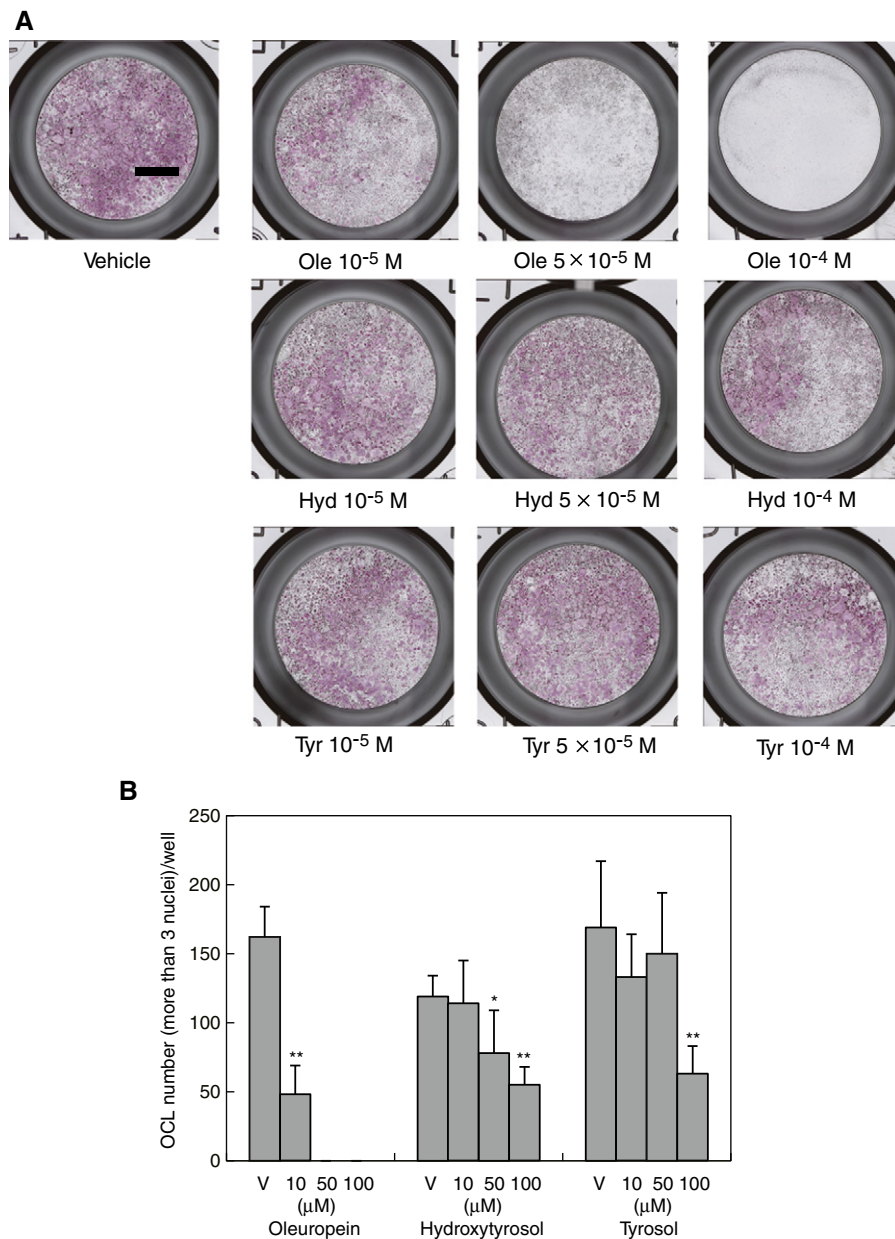 A
Vehicle
Ole 10⁻⁵ M
Ole 5 × 10⁻⁵ M
Ole 10⁻⁴ M
Hyd 10⁻⁵ M
Hyd 5 × 10⁻⁵ M
Hyd 10⁻⁴ M
Tyr 10⁻⁵ M
Tyr 5 × 10⁻⁵ M
Tyr 10⁻⁴ M
B
OCL number (more than 3 nuclei)/well
250
200
150
100
50
0
**
*
**
**
V 10 50 100 V 10 50 100 V 10 50 100
(μM) (μM) (μM)
Oleuropein Hydroxytyrosol Tyrosol